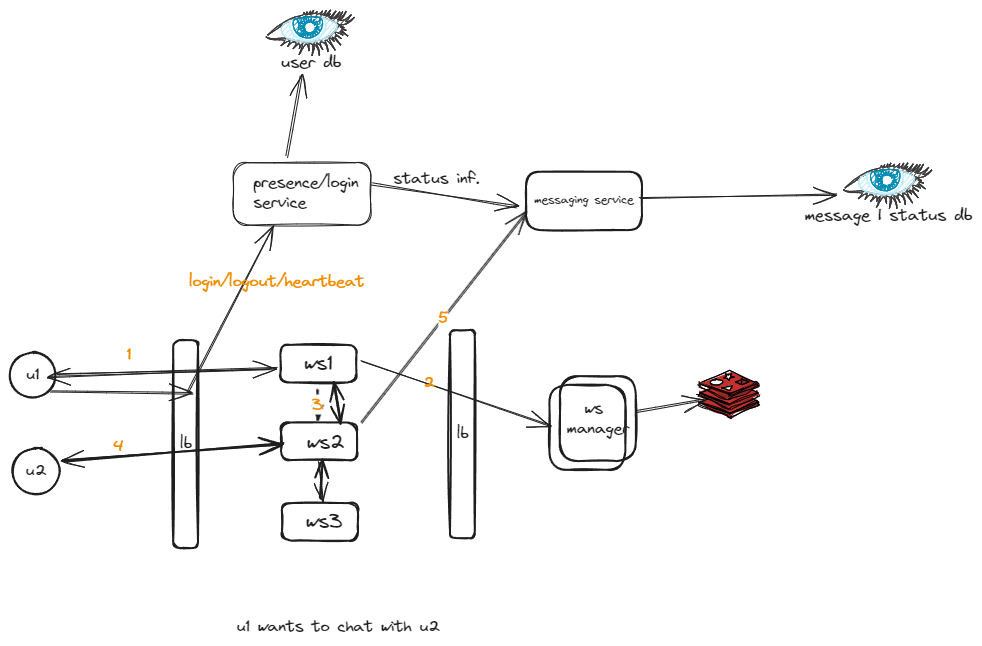 user db
presence/login
service
status inf.
messaging service
message | status db
login/logout/heartbeat
5
1
u1
ws1
2
3
ws
manager
lb
lb
4
ws2
u2
ws3
u1 wants to chat with u2